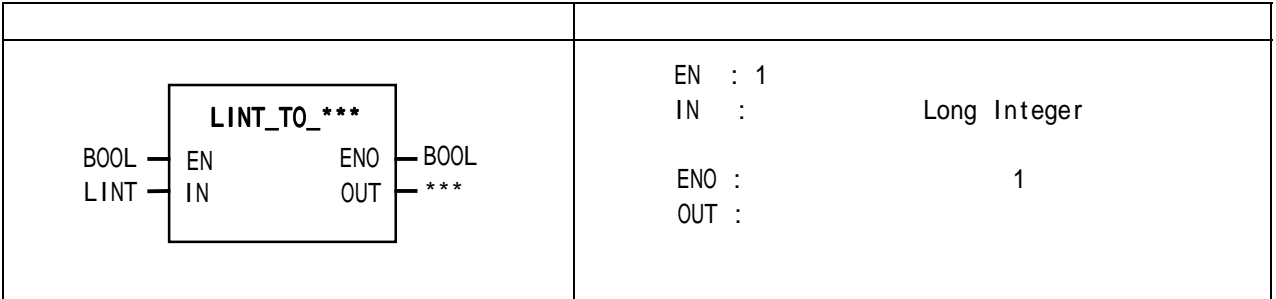 LINT_TO_***
BOOL EN ENO BOOL
LINT IN OUT ***
EN : 1
IN : Long Integer
ENO : 1
OUT :